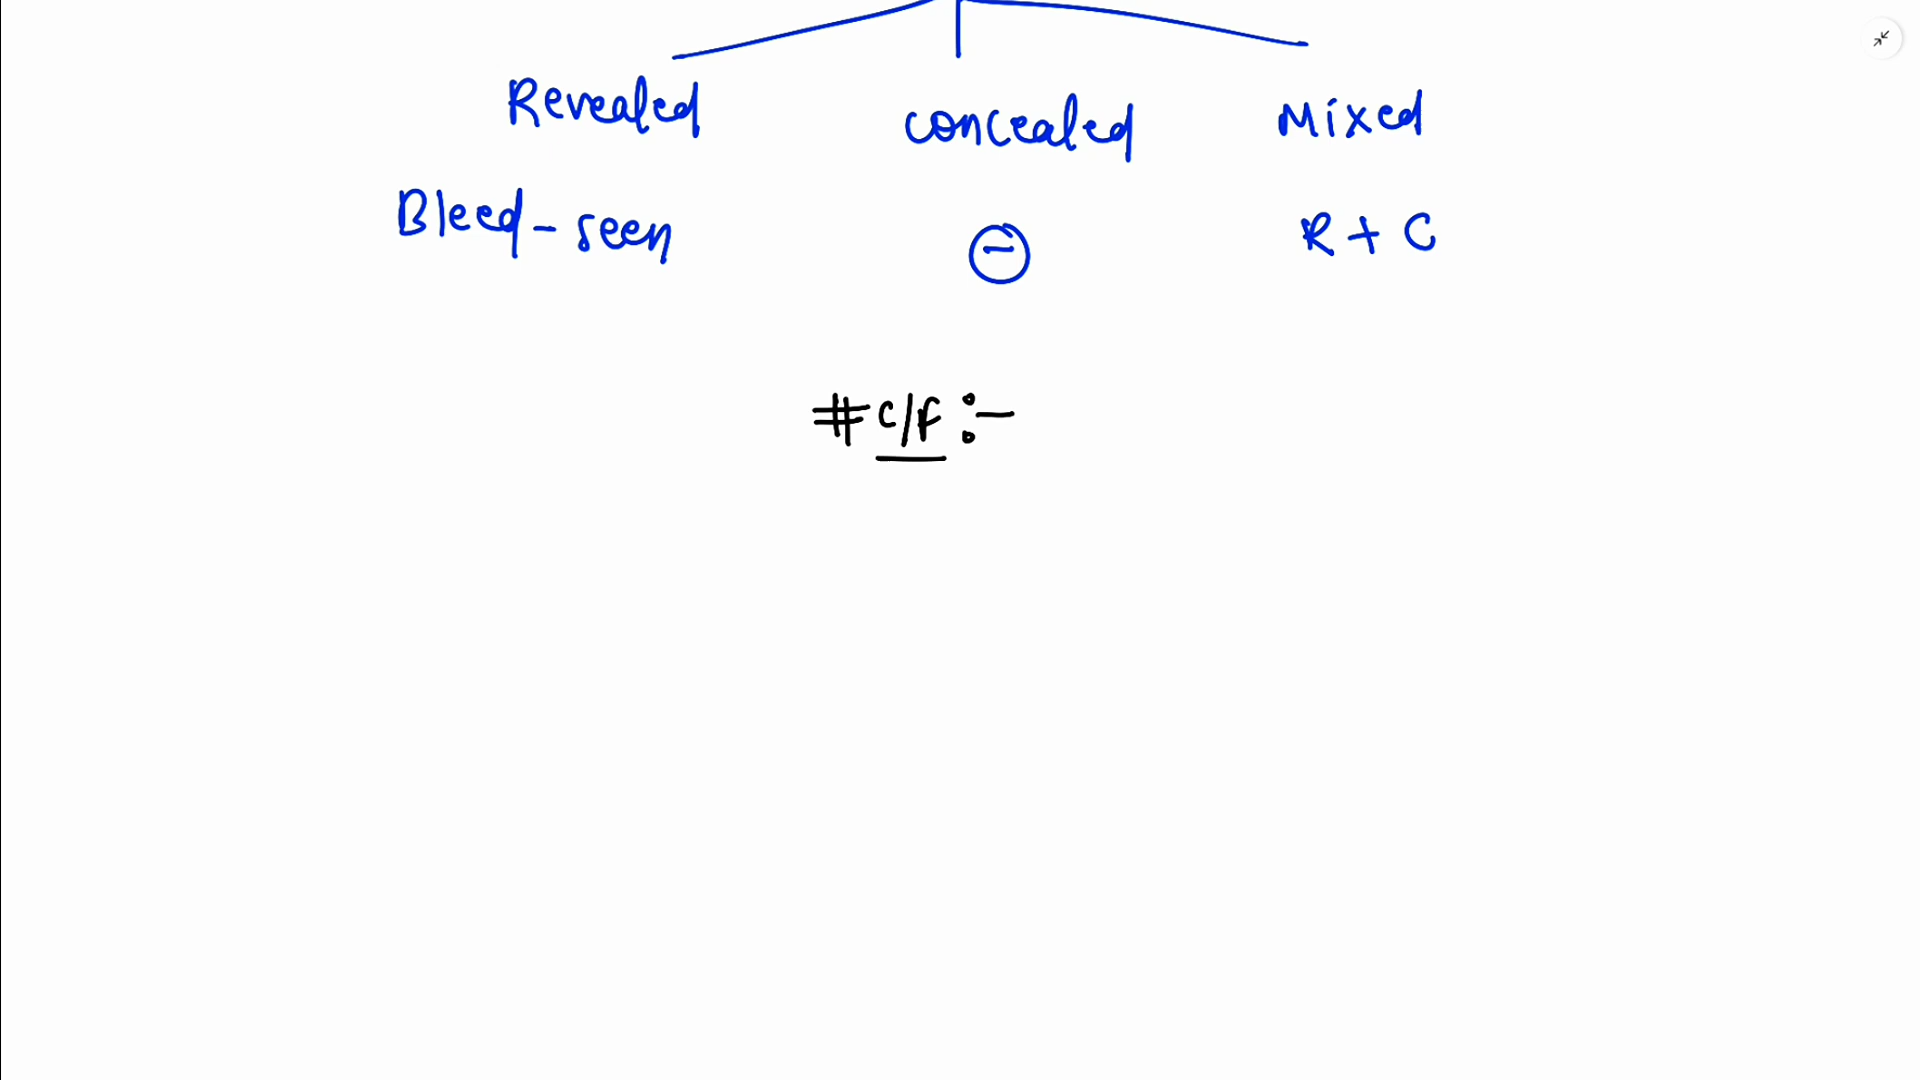 Revealed concealed Mixed
Bleed - seen ⊖ R + C
# C/F :-